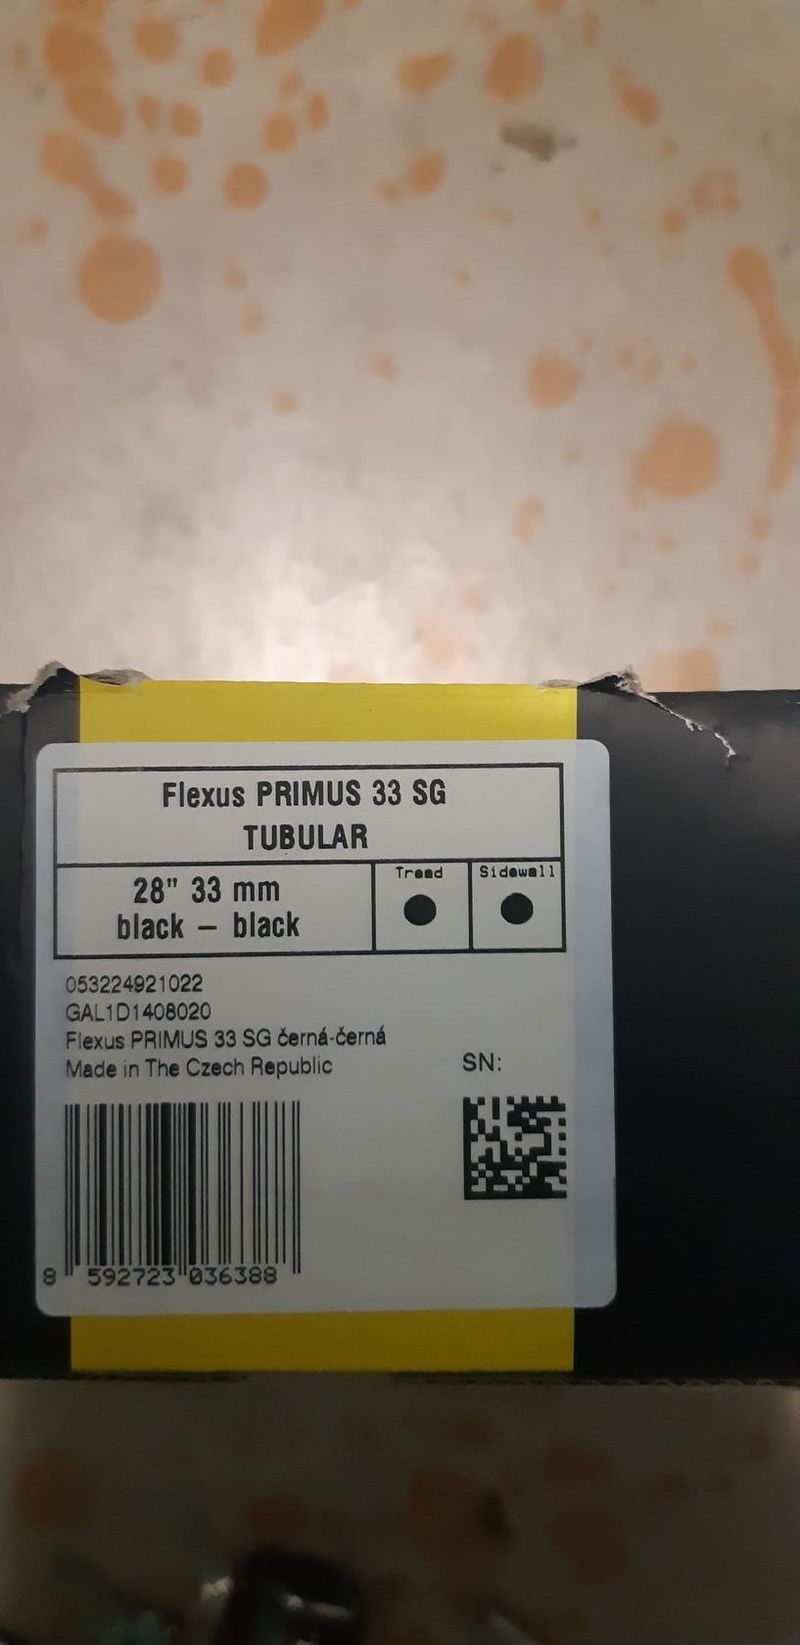 Flexus PRIMUS 33 SG
TUBULAR
28" 33 mm
black – black
Tread
Sidewall
053224921022
GAL1D1408020
Flexus PRIMUS 33 SG černá-černá
Made in The Czech Republic
SN:
8 592723 036388